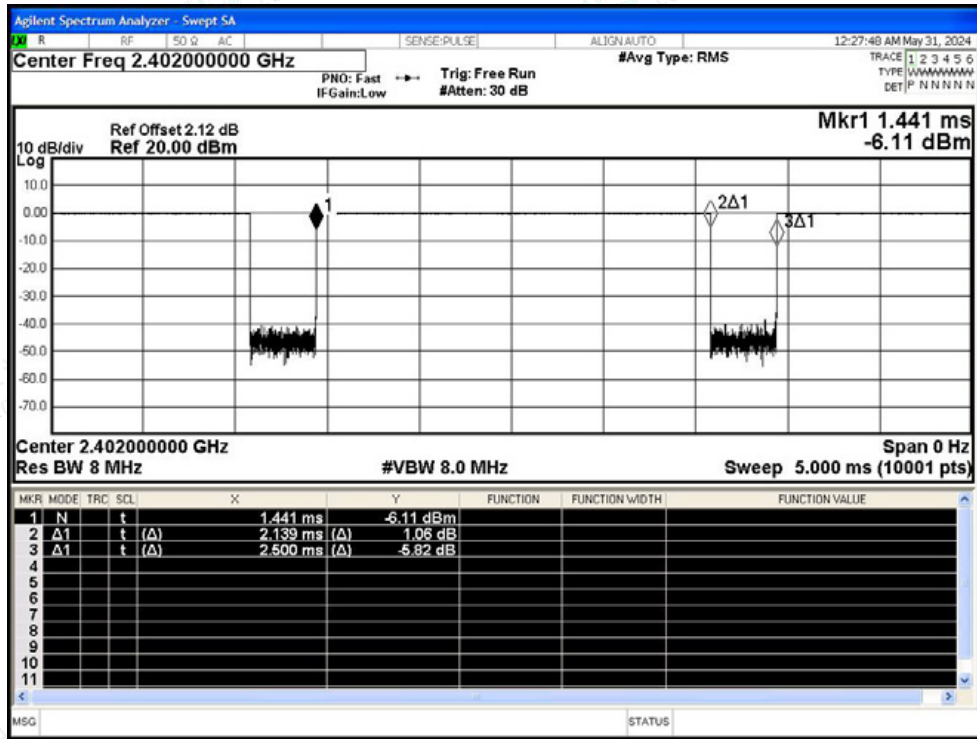 Agilent Spectrum Analyzer - Swept SA
R RF 50 Ω AC SENSE:PULSE ALIGNAUTO 12:27:48 AM May 31, 2024
Center Freq 2.402000000 GHz
PNO: Fast
IFGain:Low
Trig: Free Run
#Atten: 30 dB
#Avg Type: RMS
TRACE 1 2 3 4 5 6
TYPE WWWWWW
DET P N N N N N
Mkr1 1.441 ms
-6.11 dBm
Ref Offset 2.12 dB
10 dB/div Ref 20.00 dBm
Log
10.0
0.00
-10.0
-20.0
-30.0
-40.0
-50.0
-60.0
-70.0
1
2Δ1
3Δ1
Center 2.402000000 GHz Span 0 Hz
Res BW 8 MHz #VBW 8.0 MHz Sweep 5.000 ms (10001 pts)
MKR MODE TRC SCL X Y FUNCTION FUNCTION WIDTH FUNCTION VALUE
1 N t 1.441 ms -6.11 dBm
2 Δ1 t (Δ) 2.139 ms (Δ) 1.06 dB
3 Δ1 t (Δ) 2.500 ms (Δ) -5.82 dB
4
5
6
7
8
9
10
11
MSG STATUS